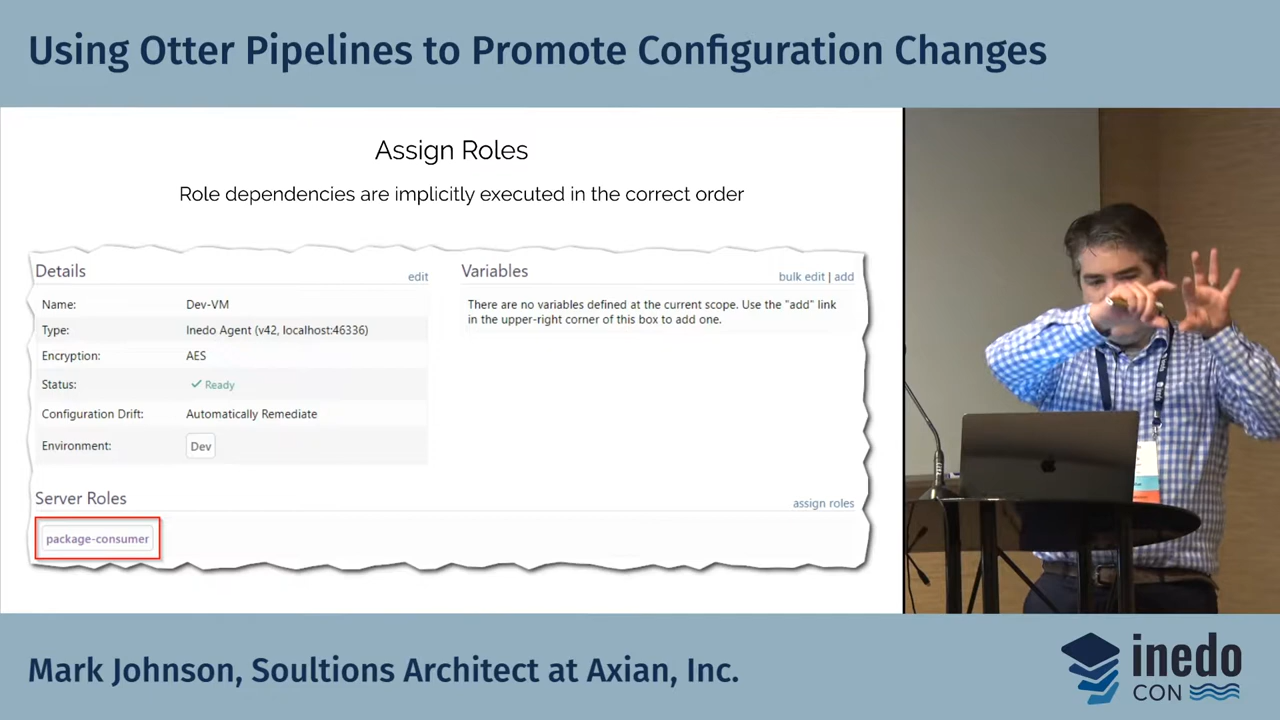 Using Otter Pipelines to Promote Configuration Changes
Assign Roles
Role dependencies are implicitly executed in the correct order
Details
edit
Name: Dev-VM
Type: Inedo Agent (v42, localhost:46336)
Encryption: AES
Status: Ready
Configuration Drift: Automatically Remediate
Environment: Dev
Variables
bulk edit | add
There are no variables defined at the current scope. Use the "add" link
in the upper-right corner of this box to add one.
Server Roles
assign roles
package-consumer
Mark Johnson, Soultions Architect at Axian, Inc.
inedo
CON